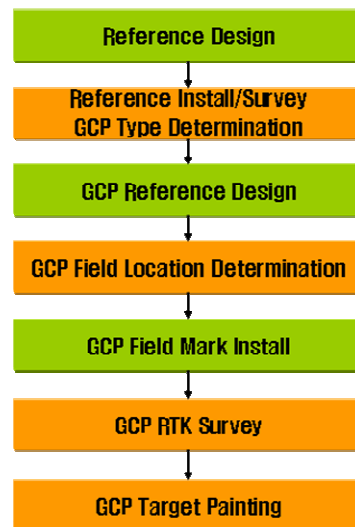 Reference Design
Reference Install/Survey
GCP Type Determination
GCP Reference Design
GCP Field Location Determination
GCP Field Mark Install
GCP RTK Survey
GCP Target Painting